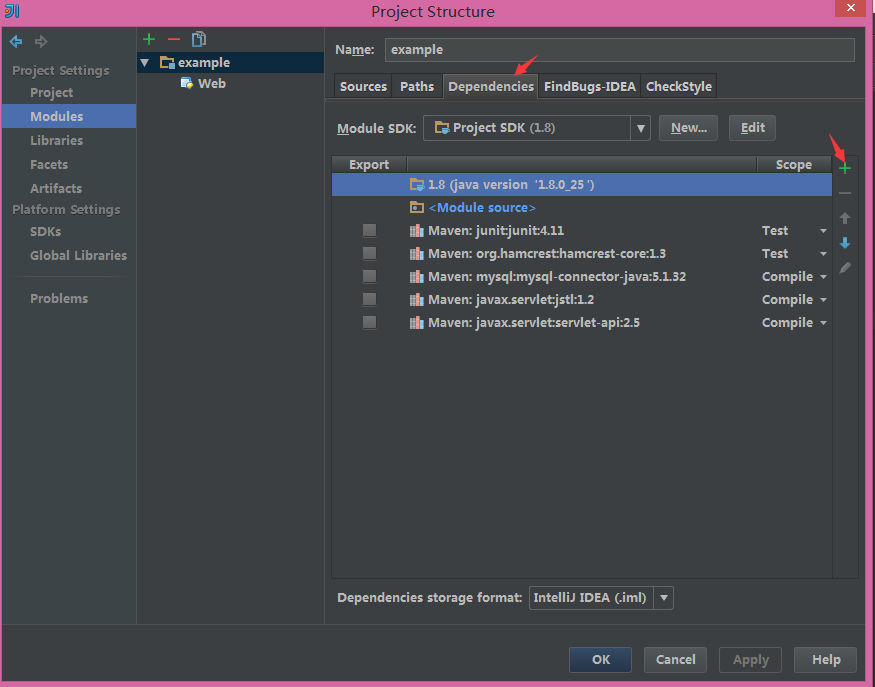 Project Structure
Project Settings
Project
Modules
Libraries
Facets
Artifacts
Platform Settings
SDKs
Global Libraries
Problems
example
Web
Name: example
Sources Paths Dependencies FindBugs-IDEA CheckStyle
Module SDK: Project SDK (1.8) New... Edit
Export Scope
1.8 (java version '1.8.0_25')
<Module source>
Maven: junit:junit:4.11 Test
Maven: org.hamcrest:hamcrest-core:1.3 Test
Maven: mysql:mysql-connector-java:5.1.32 Compile
Maven: javax.servlet:jstl:1.2 Compile
Maven: javax.servlet:servlet-api:2.5 Compile
Dependencies storage format: IntelliJ IDEA (.iml)
OK Cancel Apply Help